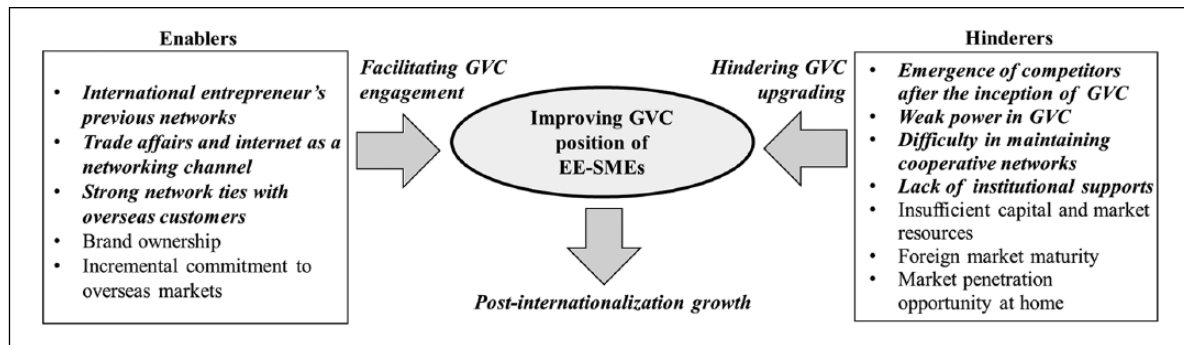 Enablers
• International entrepreneur's
previous networks
• Trade affairs and internet as a
networking channel
• Strong network ties with
overseas customers
• Brand ownership
• Incremental commitment to
overseas markets
Facilitating GVC
engagement
Improving GVC
position of
EE-SMEs
Post-internationalization growth
Hindering GVC
upgrading
Hinderers
• Emergence of competitors
after the inception of GVC
• Weak power in GVC
• Difficulty in maintaining
cooperative networks
• Lack of institutional supports
• Insufficient capital and market
resources
• Foreign market maturity
• Market penetration
opportunity at home